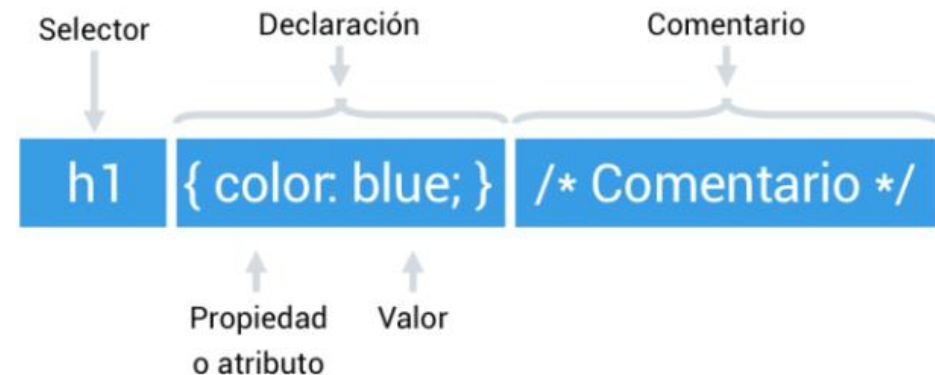 Selector
Declaración
Comentario
h1
{ color: blue; }
/* Comentario */
Propiedad
o atributo
Valor